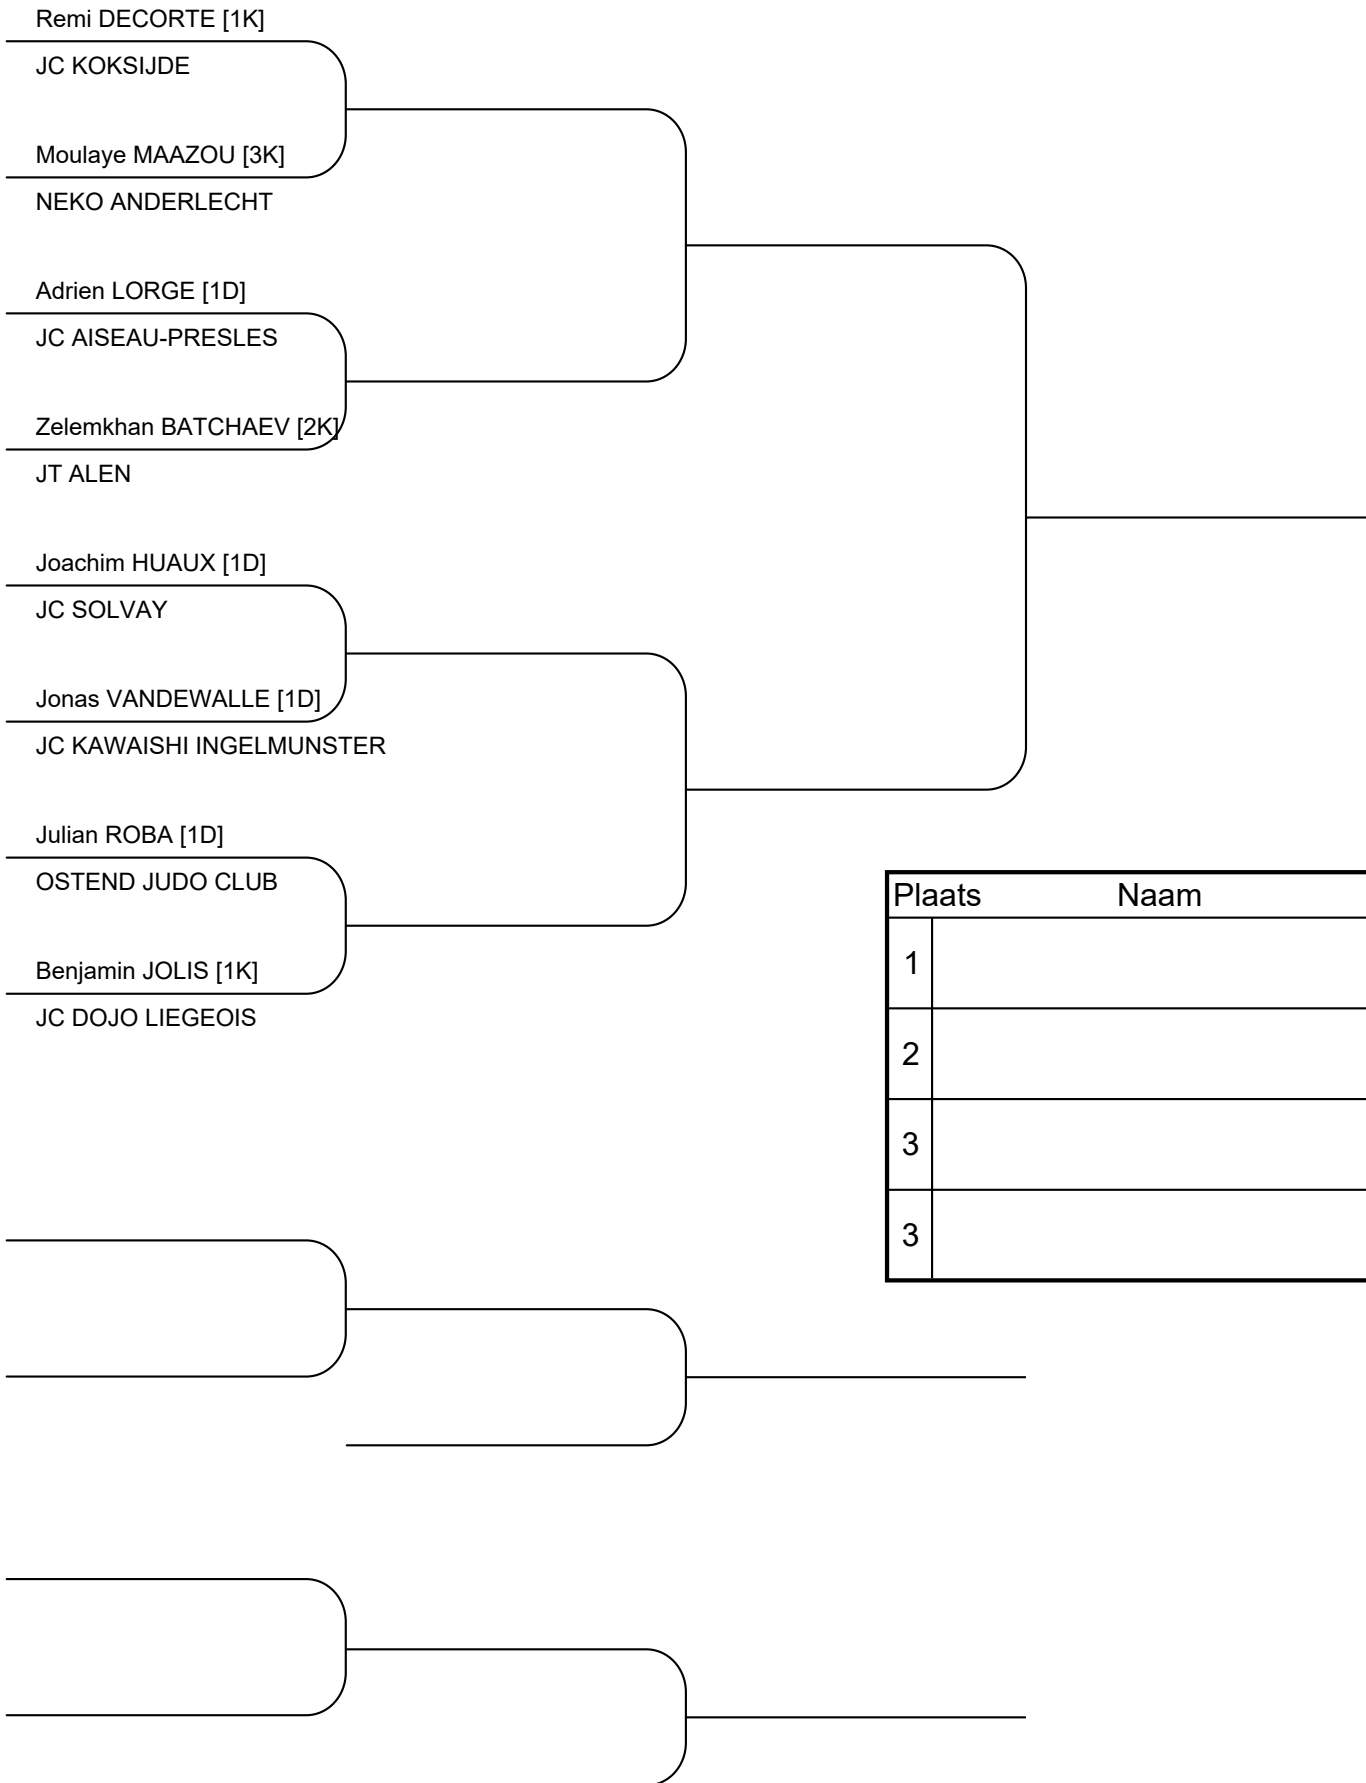 Remi DECORTE [1K]
JC KOKSIJDE
Moulaye MAAZOU [3K]
NEKO ANDERLECHT
Adrien LORGE [1D]
JC AISEAU-PRESLES
Zelemkhan BATCHAEV [2K]
JT ALEN
Joachim HUAUX [1D]
JC SOLVAY
Jonas VANDEWALLE [1D]
JC KAWAISHI INGELMUNSTER
Julian ROBA [1D]
OSTEND JUDO CLUB
Benjamin JOLIS [1K]
JC DOJO LIEGEOIS
Plaats Naam
1
2
3
3